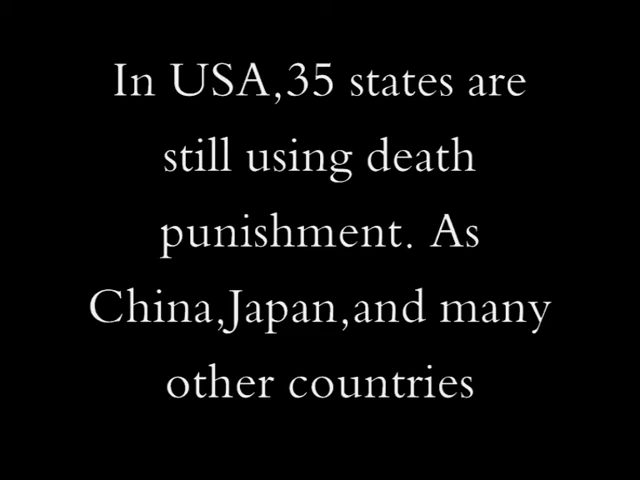 In USA,35 states are
still using death
punishment. As
China,Japan,and many
other countries